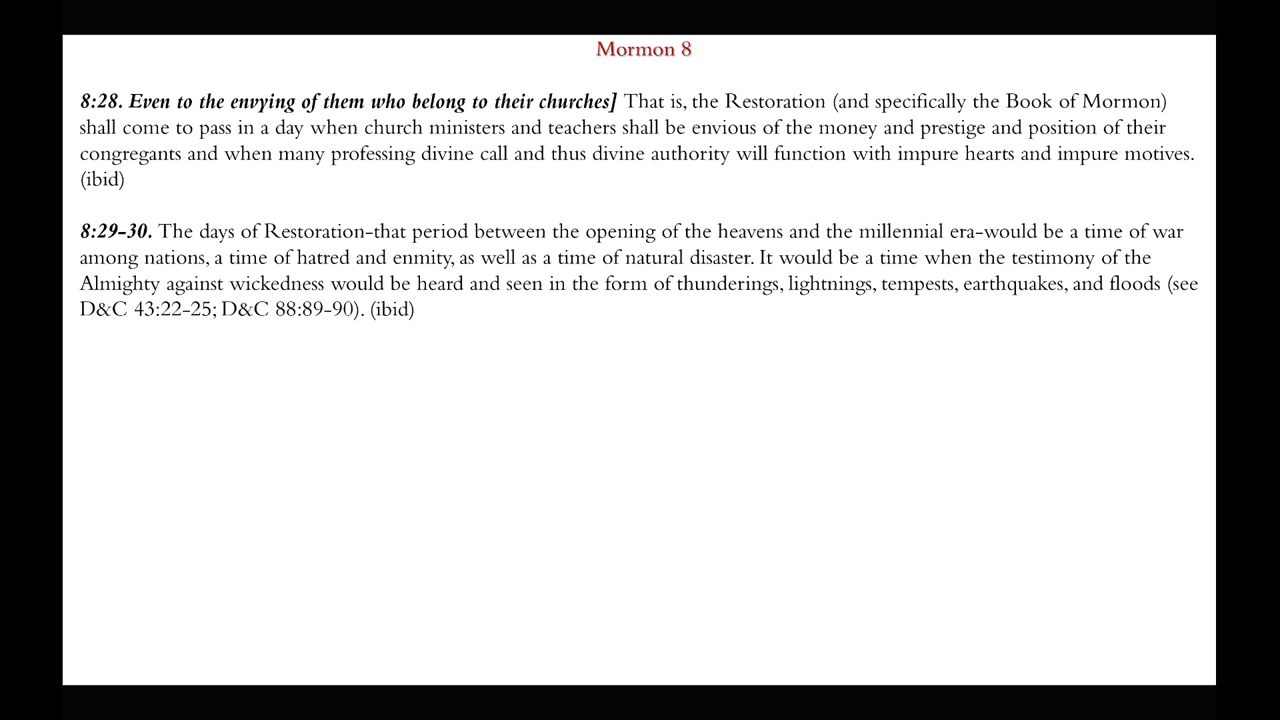 Mormon 8
8:28. Even to the envying of them who belong to their churches] That is, the Restoration (and specifically the Book of Mormon)
shall come to pass in a day when church ministers and teachers shall be envious of the money and prestige and position of their
congregants and when many professing divine call and thus divine authority will function with impure hearts and impure motives.
(ibid)
8:29-30. The days of Restoration-that period between the opening of the heavens and the millennial era-would be a time of war
among nations, a time of hatred and enmity, as well as a time of natural disaster. It would be a time when the testimony of the
Almighty against wickedness would be heard and seen in the form of thunderings, lightnings, tempests, earthquakes, and floods (see
D&C 43:22-25; D&C 88:89-90). (ibid)